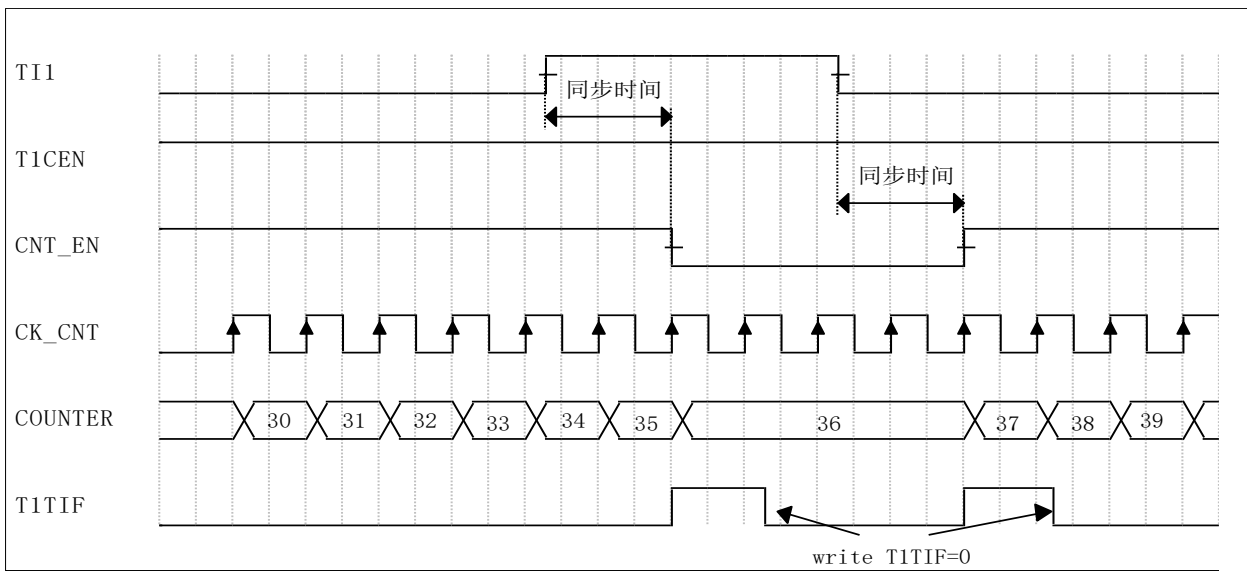 TI1
同步时间
T1CEN
同步时间
CNT_EN
CK_CNT
COUNTER 30 31 32 33 34 35 36 37 38 39
T1TIF
write T1TIF=0